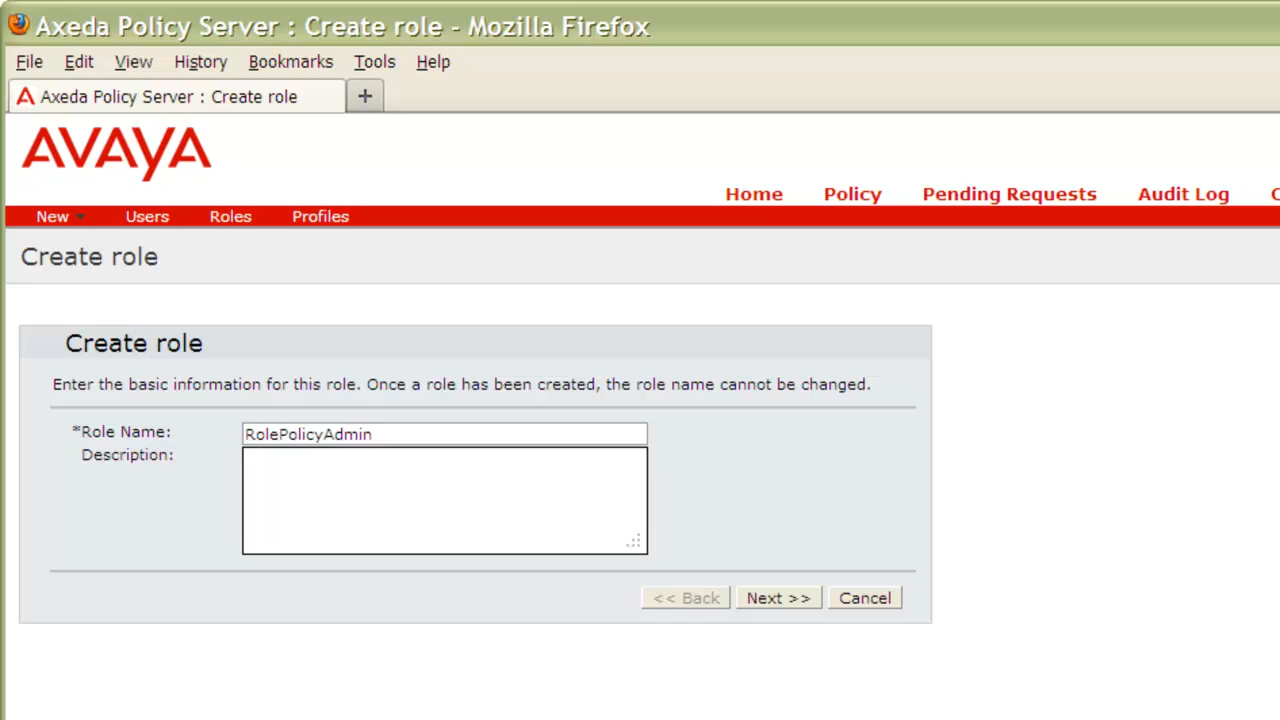 Axeda Policy Server : Create role - Mozilla Firefox
File Edit View History Bookmarks Tools Help
Axeda Policy Server : Create role +
AVAYA
Home Policy Pending Requests Audit Log
New Users Roles Profiles
Create role
Create role
Enter the basic information for this role. Once a role has been created, the role name cannot be changed.
*Role Name: RolePolicyAdmin
Description:
<< Back Next >> Cancel